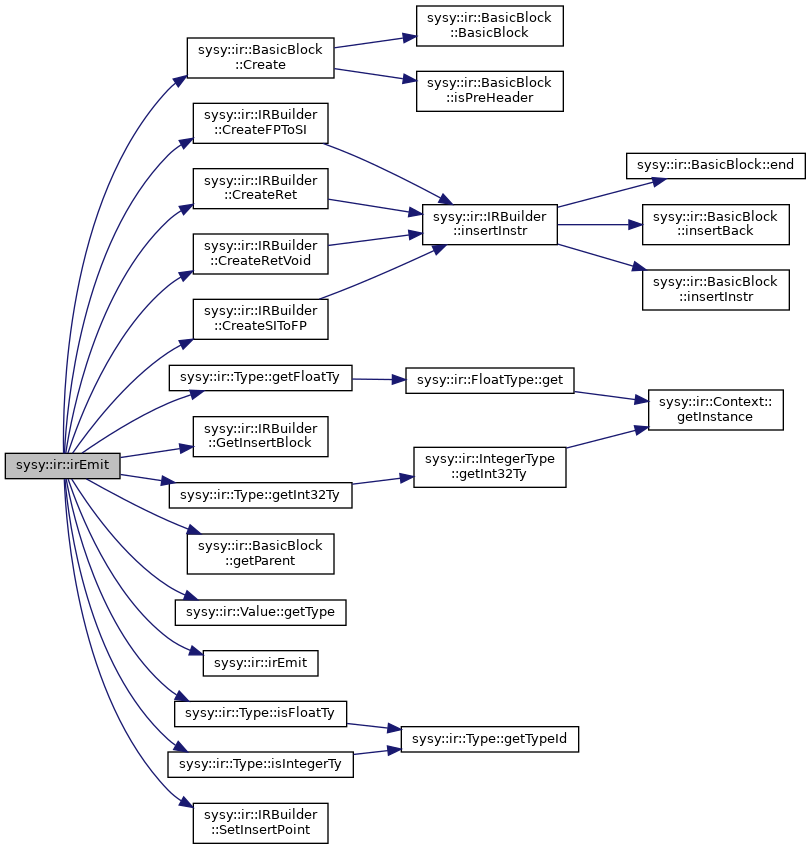 sysy::ir::irEmit
sysy::ir::BasicBlock
::Create
sysy::ir::BasicBlock
::BasicBlock
sysy::ir::BasicBlock
::isPreHeader
sysy::ir::IRBuilder
::CreateFPToSI
sysy::ir::IRBuilder
::CreateRet
sysy::ir::IRBuilder
::CreateRetVoid
sysy::ir::IRBuilder
::CreateSIToFP
sysy::ir::IRBuilder
::insertInstr
sysy::ir::BasicBlock::end
sysy::ir::BasicBlock
::insertBack
sysy::ir::BasicBlock
::insertInstr
sysy::ir::Type::getFloatTy
sysy::ir::FloatType::get
sysy::ir::Context::
getInstance
sysy::ir::IRBuilder
::GetInsertBlock
sysy::ir::Type::getInt32Ty
sysy::ir::IntegerType
::getInt32Ty
sysy::ir::BasicBlock
::getParent
sysy::ir::Value::getType
sysy::ir::irEmit
sysy::ir::Type::isFloatTy
sysy::ir::Type::isIntegerTy
sysy::ir::Type::getTypeId
sysy::ir::IRBuilder
::SetInsertPoint